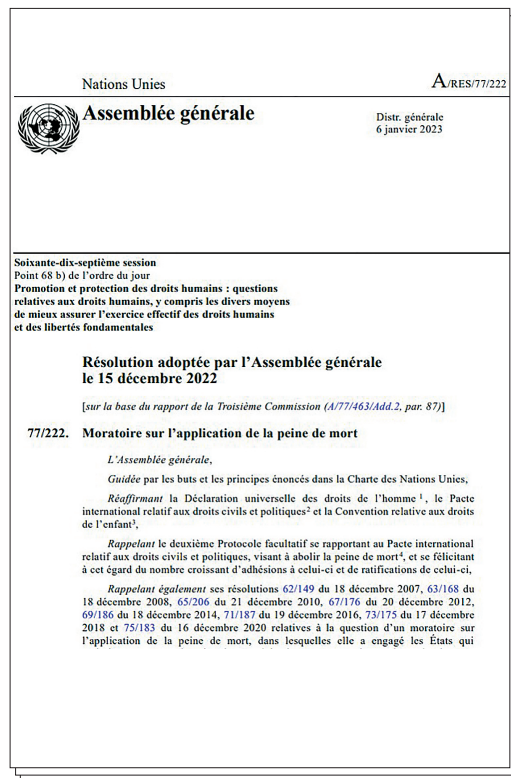 Nations Unies
A/RES/77/222
Assemblée générale
Distr. générale
6 janvier 2023
Soixante-dix-septième session
Point 68 b) de l’ordre du jour
Promotion et protection des droits humains : questions
relatives aux droits humains, y compris les divers moyens
de mieux assurer l’exercice effectif des droits humains
et des libertés fondamentales
Résolution adoptée par l’Assemblée générale
le 15 décembre 2022
[sur la base du rapport de la Troisième Commission (A/77/463/Add.2, par. 87)]
77/222. Moratoire sur l’application de la peine de mort
L’Assemblée générale,
Guidée par les buts et les principes énoncés dans la Charte des Nations Unies,
Réaffirmant la Déclaration universelle des droits de l’homme ¹ , le Pacte
international relatif aux droits civils et politiques² et la Convention relative aux droits
de l’enfant³,
Rappelant le deuxième Protocole facultatif se rapportant au Pacte international
relatif aux droits civils et politiques, visant à abolir la peine de mort⁴, et se félicitant
à cet égard du nombre croissant d’adhésions à celui-ci et de ratifications de celui-ci,
Rappelant également ses résolutions 62/149 du 18 décembre 2007, 63/168 du
18 décembre 2008, 65/206 du 21 décembre 2010, 67/176 du 20 décembre 2012,
69/186 du 18 décembre 2014, 71/187 du 19 décembre 2016, 73/175 du 17 décembre
2018 et 75/183 du 16 décembre 2020 relatives à la question d’un moratoire sur
l’application de la peine de mort, dans lesquelles elle a engagé les États qui